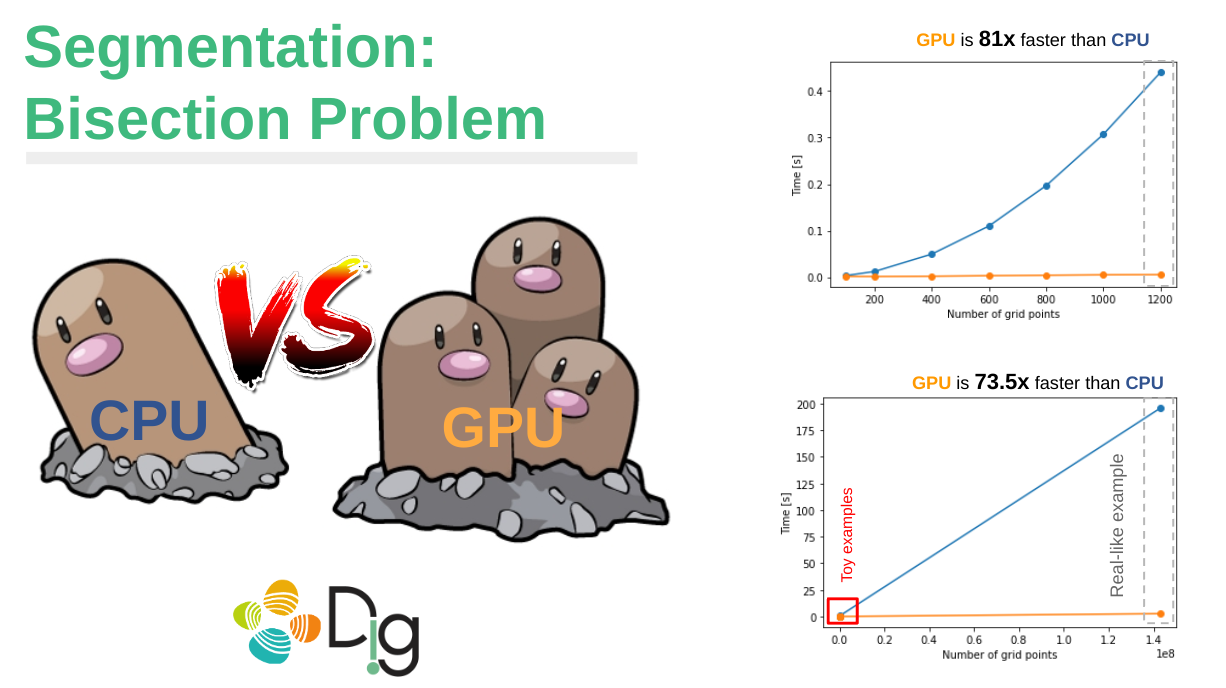 Segmentation:
Bisection Problem
VS
CPU
GPU
Dig
GPU is 81x faster than CPU
0.4
0.3
0.2
0.1
0.0
Time [s]
200 400 600 800 1000 1200
Number of grid points
GPU is 73.5x faster than CPU
200
175
150
125
100
75
50
25
0
Time [s]
Toy examples
Real-like example
0.0 0.2 0.4 0.6 0.8 1.0 1.2 1.4
1e8
Number of grid points